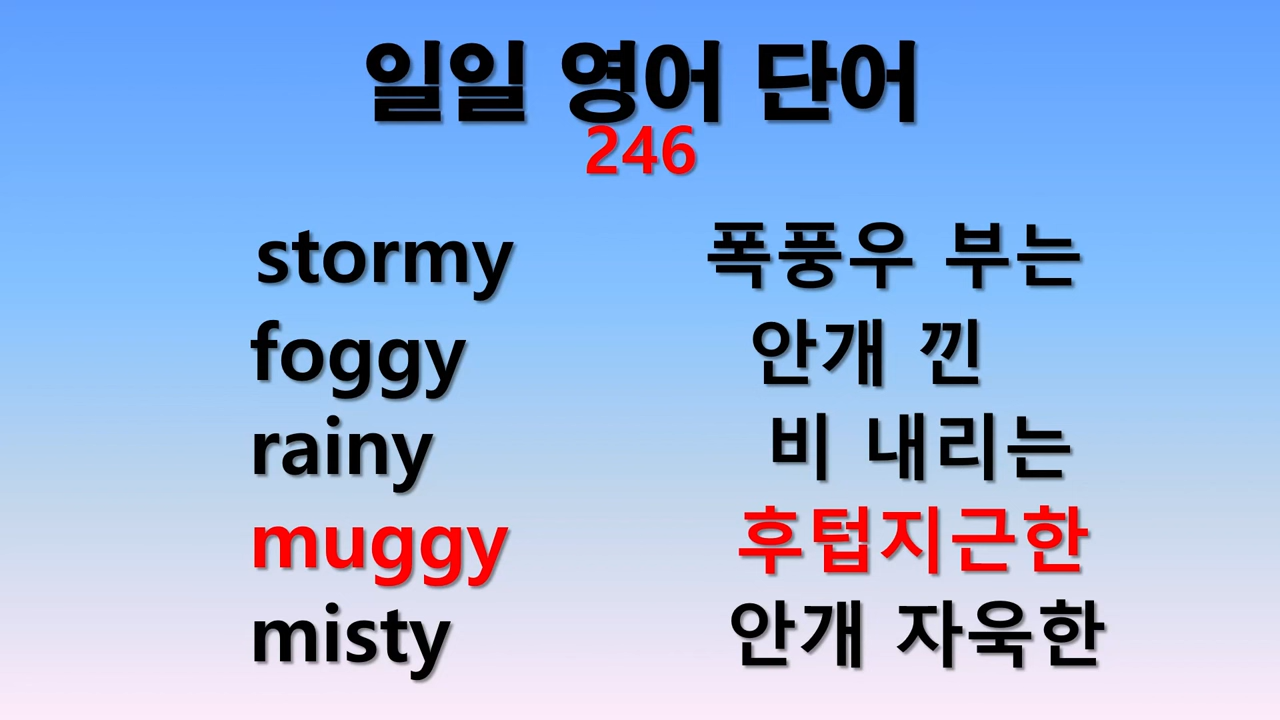 일일 영어 단어
246
stormy 폭풍우 부는
foggy 안개 낀
rainy 비 내리는
muggy 후텁지근한
misty 안개 자욱한